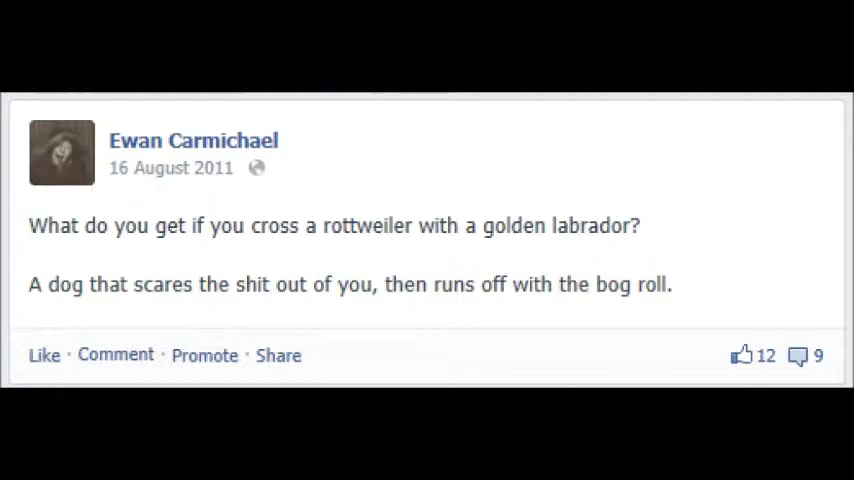 Ewan Carmichael
16 August 2011
What do you get if you cross a rottweiler with a golden labrador?
A dog that scares the shit out of you, then runs off with the bog roll.
Like · Comment · Promote · Share 12 9